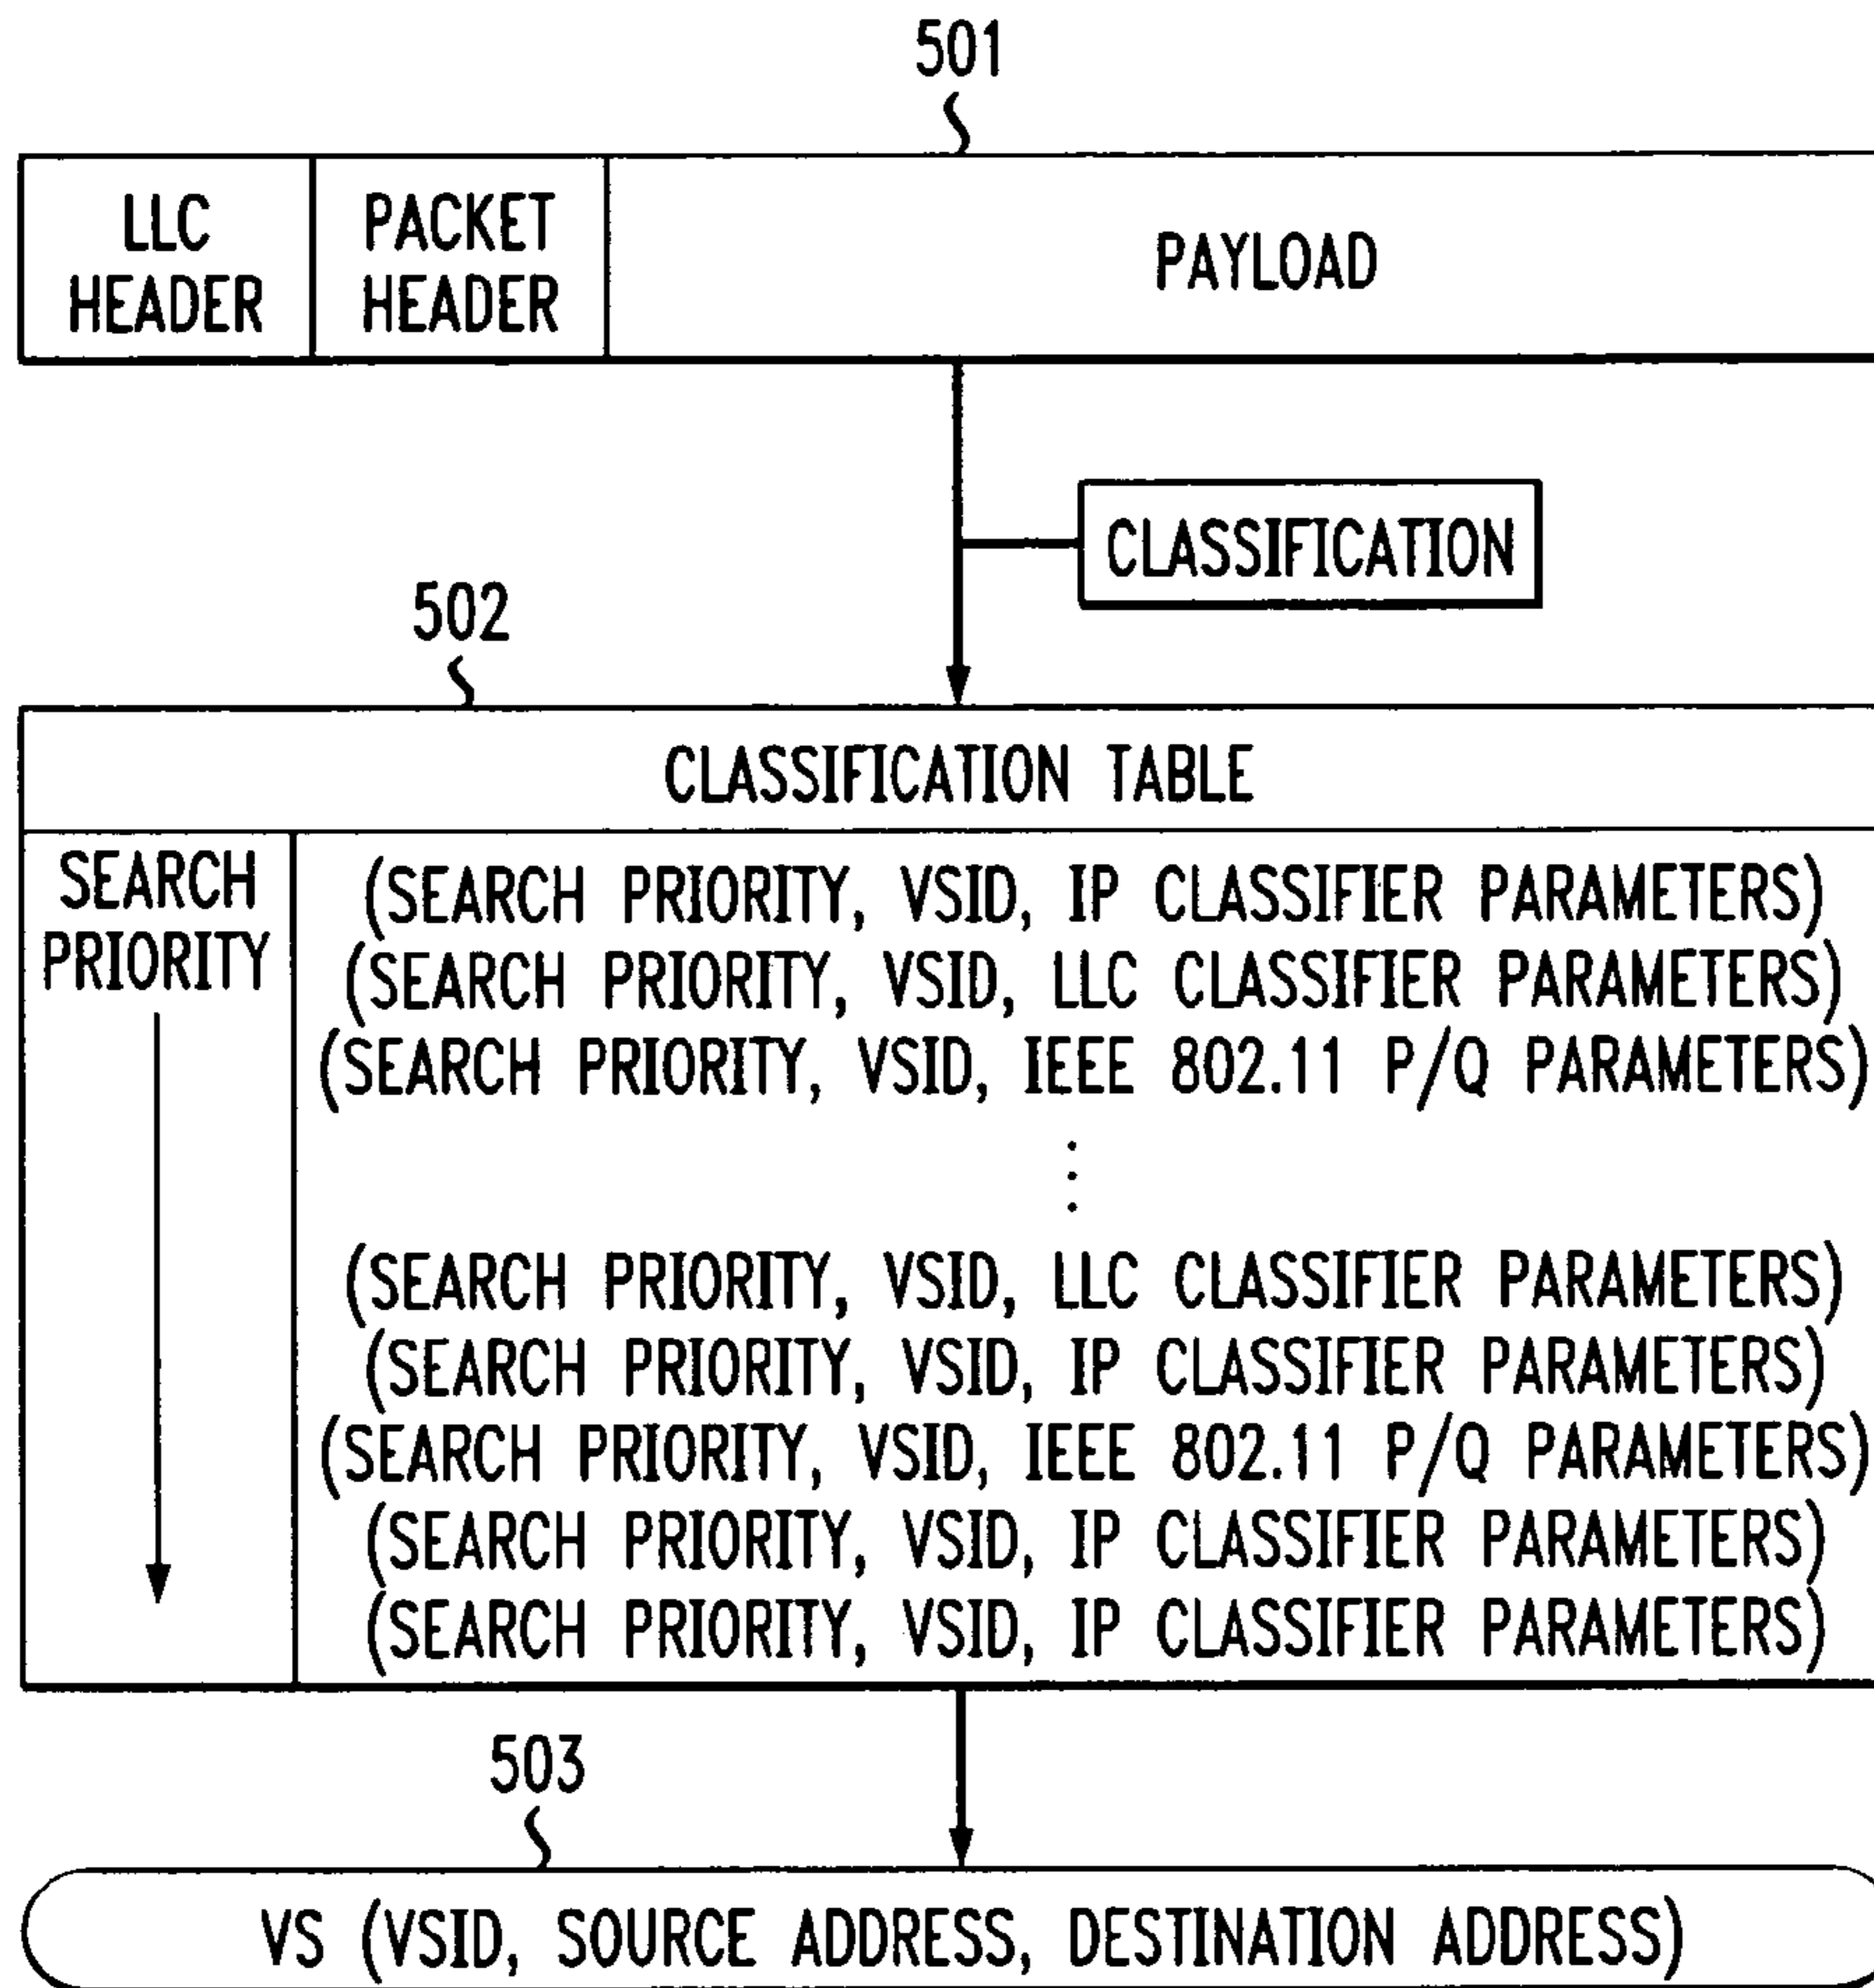 501
LLC
HEADER
PACKET
HEADER
PAYLOAD
CLASSIFICATION
502
CLASSIFICATION TABLE
SEARCH
PRIORITY
(SEARCH PRIORITY, VSID, IP CLASSIFIER PARAMETERS)
(SEARCH PRIORITY, VSID, LLC CLASSIFIER PARAMETERS)
(SEARCH PRIORITY, VSID, IEEE 802.11 P/Q PARAMETERS)
(SEARCH PRIORITY, VSID, LLC CLASSIFIER PARAMETERS)
(SEARCH PRIORITY, VSID, IP CLASSIFIER PARAMETERS)
(SEARCH PRIORITY, VSID, IEEE 802.11 P/Q PARAMETERS)
(SEARCH PRIORITY, VSID, IP CLASSIFIER PARAMETERS)
(SEARCH PRIORITY, VSID, IP CLASSIFIER PARAMETERS)
503
VS (VSID, SOURCE ADDRESS, DESTINATION ADDRESS)